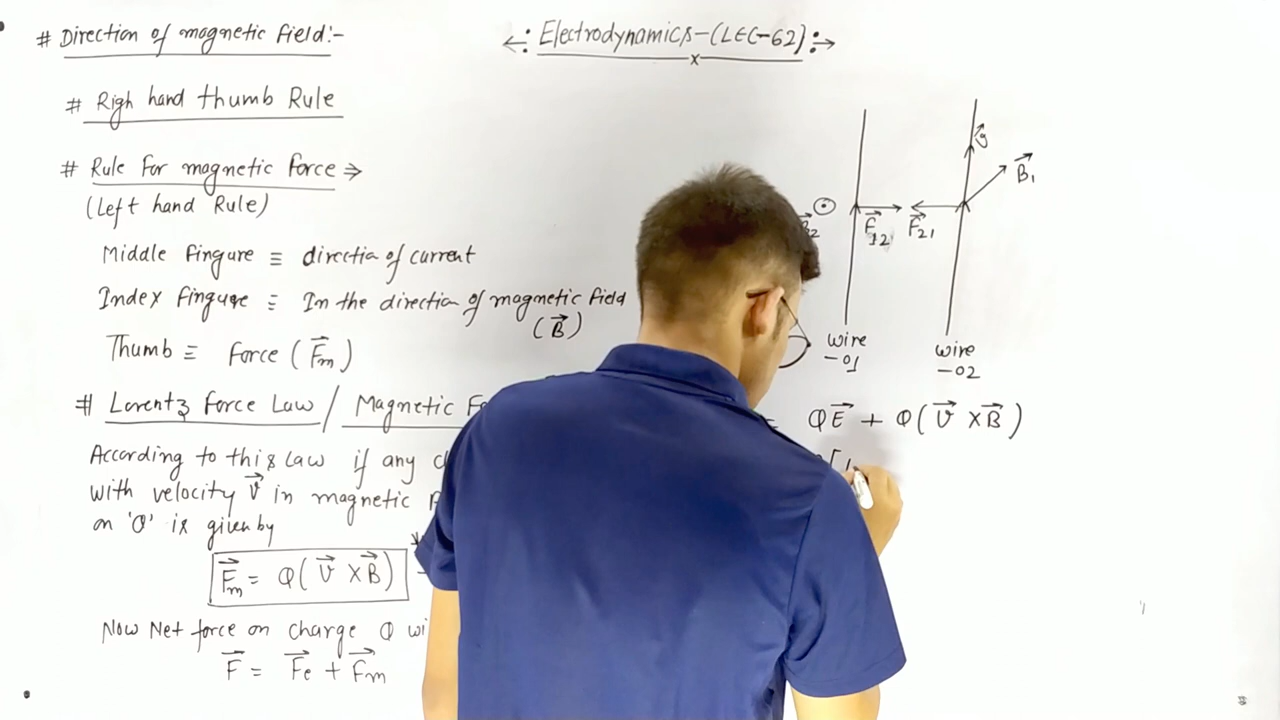 # Direction of magnetic field:-
←: Electrodynamics-(LEC-62):→
x
# Righ hand thumb Rule
# Rule For magnetic force ⇒
(Left hand Rule)
Middle Fingure ≡ directia of current
Index Fingure ≡ In the direction of magnetic field
(B⃗)
Thumb ≡ Force (F⃗m)
# Lorentz Force Law / Magnetic
According to this Law if any
with velocity V⃗ in magnetic
on 'Q' is given by
F⃗m = Q(V⃗ × B⃗)
Now Net force on charge Q
F⃗ = F⃗e + F⃗m
V⃗
B⃗1
F⃗12
F⃗21
wire
-01
wire
-02
= QE⃗ + Q(V⃗ × B⃗)